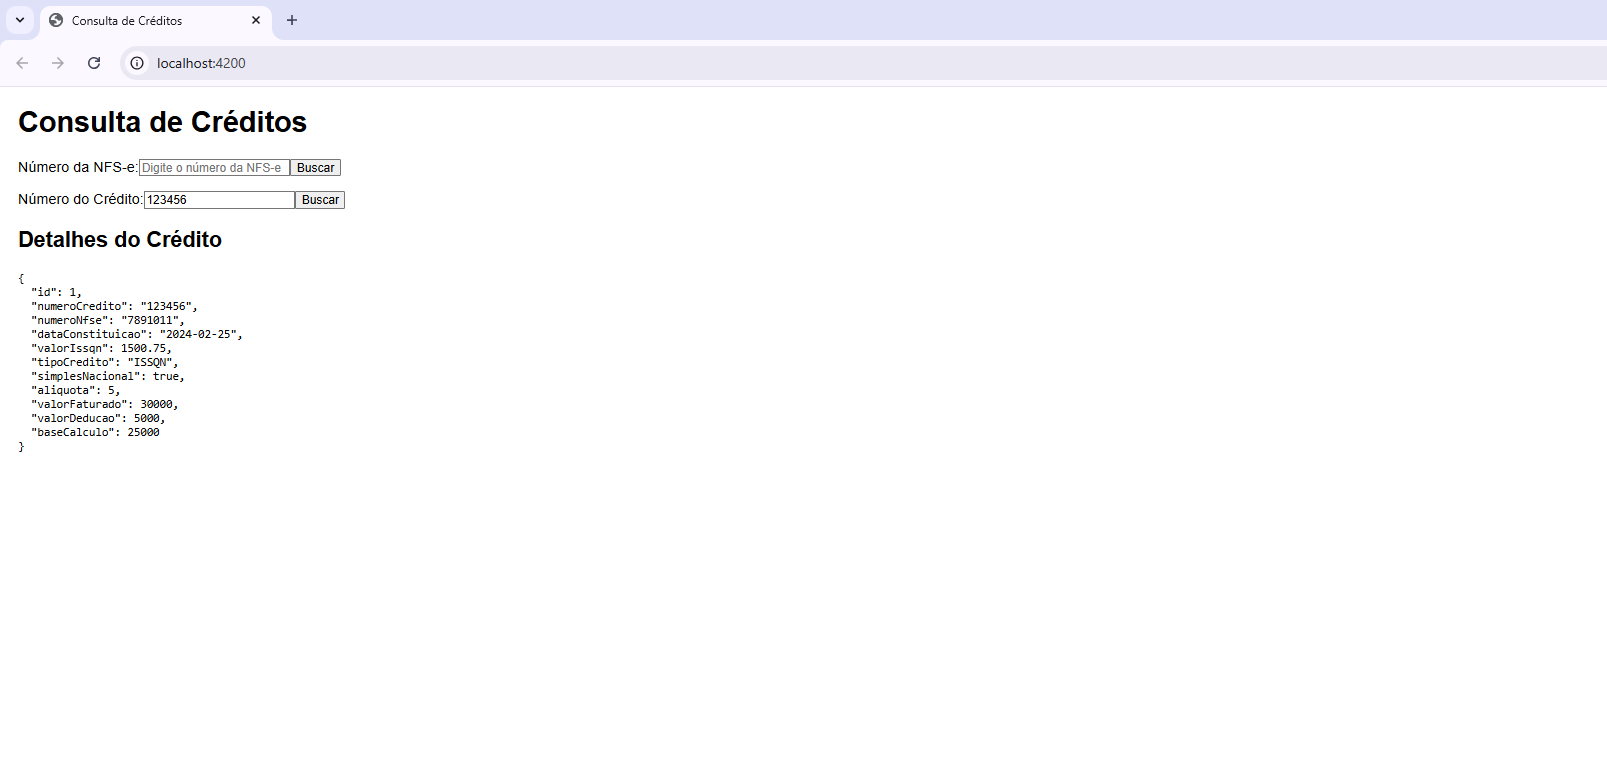 Consulta de Créditos
localhost:4200
Consulta de Créditos
Número da NFS-e: Digite o número da NFS-e Buscar
Número do Crédito: 123456 Buscar
Detalhes do Crédito
{
  "id": 1,
  "numeroCredito": "123456",
  "numeroNfse": "7891011",
  "dataConstituicao": "2024-02-25",
  "valorIssqn": 1500.75,
  "tipoCredito": "ISSQN",
  "simplesNacional": true,
  "aliquota": 5,
  "valorFaturado": 30000,
  "valorDeducao": 5000,
  "baseCalculo": 25000
}